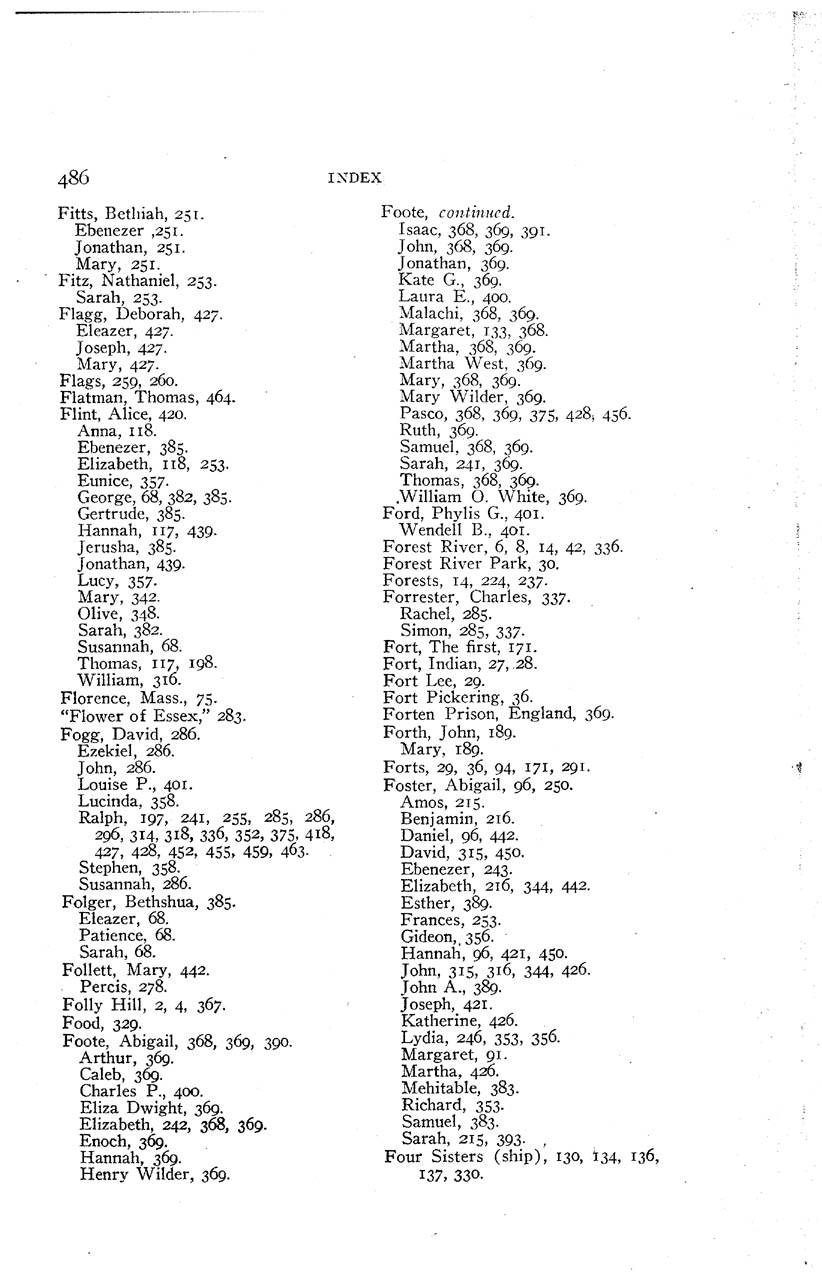 486
INDEX
Fitts, Bethiah, 251.
Ebenezer ,251.
Jonathan, 251.
Mary, 251.
Fitz, Nathaniel, 253.
Sarah, 253.
Flagg, Deborah, 427.
Eleazer, 427.
Joseph, 427.
Mary, 427.
Flags, 259, 260.
Flatman, Thomas, 464.
Flint, Alice, 420.
Anna, 118.
Ebenezer, 385.
Elizabeth, 118, 253.
Eunice, 357.
George, 68, 382, 385.
Gertrude, 385.
Hannah, 117, 439.
Jerusha, 385.
Jonathan, 439.
Lucy, 357.
Mary, 342.
Olive, 348.
Sarah, 382.
Susannah, 68.
Thomas, 117, 198.
William, 316.
Florence, Mass., 75.
“Flower of Essex,” 283.
Fogg, David, 286.
Ezekiel, 286.
John, 286.
Louise P., 401.
Lucinda, 358.
Ralph, 197, 241, 255, 285, 286,
296, 314, 318, 336, 352, 375, 418,
427, 428, 452, 455, 459, 463.
Stephen, 358.
Susannah, 286.
Folger, Bethshua, 385.
Eleazer, 68.
Patience, 68.
Sarah, 68.
Follett, Mary, 442.
Percis, 278.
Folly Hill, 2, 4, 367.
Food, 329.
Foote, Abigail, 368, 369, 390.
Arthur, 369.
Caleb, 369.
Charles P., 400.
Eliza Dwight, 369.
Elizabeth, 242, 368, 369.
Enoch, 369.
Hannah, 369.
Henry Wilder, 369.
Foote, continued.
Isaac, 368, 369, 391.
John, 368, 369.
Jonathan, 369.
Kate G., 369.
Laura E., 400.
Malachi, 368, 369.
Margaret, 133, 368.
Martha, 368, 369.
Martha West, 369.
Mary, 368, 369.
Mary Wilder, 369.
Pasco, 368, 369, 375, 428, 456.
Ruth, 369.
Samuel, 368, 369.
Sarah, 241, 369.
Thomas, 368, 369.
William O. White, 369.
Ford, Phylis G., 401.
Wendell B., 401.
Forest River, 6, 8, 14, 42, 336.
Forest River Park, 30.
Forests, 14, 224, 237.
Forrester, Charles, 337.
Rachel, 285.
Simon, 285, 337.
Fort, The first, 171.
Fort, Indian, 27, 28.
Fort Lee, 29.
Fort Pickering, 36.
Forten Prison, England, 369.
Forth, John, 189.
Mary, 189.
Forts, 29, 36, 94, 171, 291.
Foster, Abigail, 96, 250.
Amos, 215.
Benjamin, 216.
Daniel, 96, 442.
David, 315, 450.
Ebenezer, 243.
Elizabeth, 216, 344, 442.
Esther, 389.
Frances, 253.
Gideon, 356.
Hannah, 96, 421, 450.
John, 315, 316, 344, 426.
John A., 389.
Joseph, 421.
Katherine, 426.
Lydia, 246, 353, 356.
Margaret, 91.
Martha, 426.
Mehitable, 383.
Richard, 353.
Samuel, 383.
Sarah, 215, 393.
Four Sisters (ship), 130, 134, 136,
137, 330.